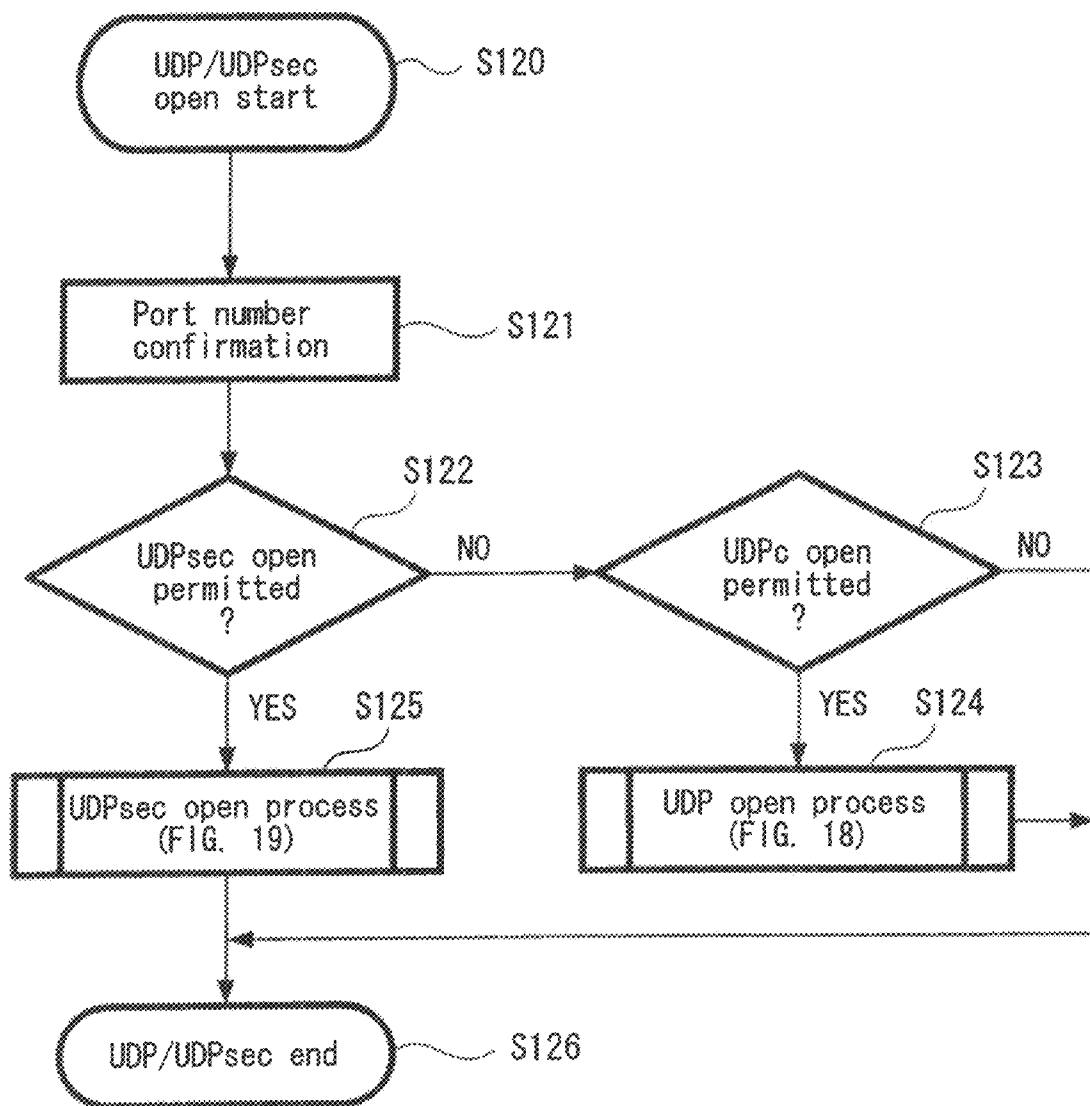 UDP/UDPsec
open start
S120
Port number
confirmation
S121
S122
UDPsec open
permitted
?
NO
YES
S123
UDPc open
permitted
?
NO
YES
S125
UDPsec open process
(FIG. 19)
S124
UDP open process
(FIG. 18)
UDP/UDPsec end
S126